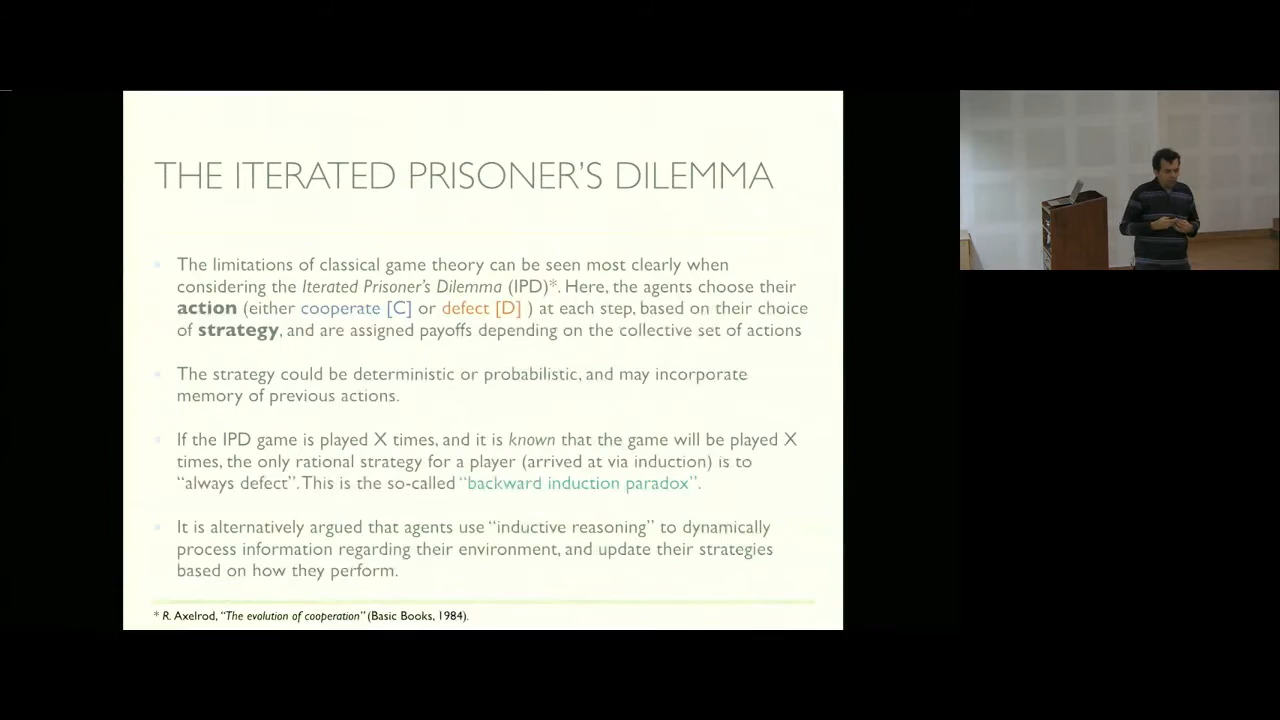 THE ITERATED PRISONER'S DILEMMA
The limitations of classical game theory can be seen most clearly when
considering the Iterated Prisoner's Dilemma (IPD)*. Here, the agents choose their
action (either cooperate [C] or defect [D] ) at each step, based on their choice
of strategy, and are assigned payoffs depending on the collective set of actions
The strategy could be deterministic or probabilistic, and may incorporate
memory of previous actions.
If the IPD game is played X times, and it is known that the game will be played X
times, the only rational strategy for a player (arrived at via induction) is to
“always defect”. This is the so-called “backward induction paradox”.
It is alternatively argued that agents use “inductive reasoning” to dynamically
process information regarding their environment, and update their strategies
based on how they perform.
* R. Axelrod, “The evolution of cooperation” (Basic Books, 1984).